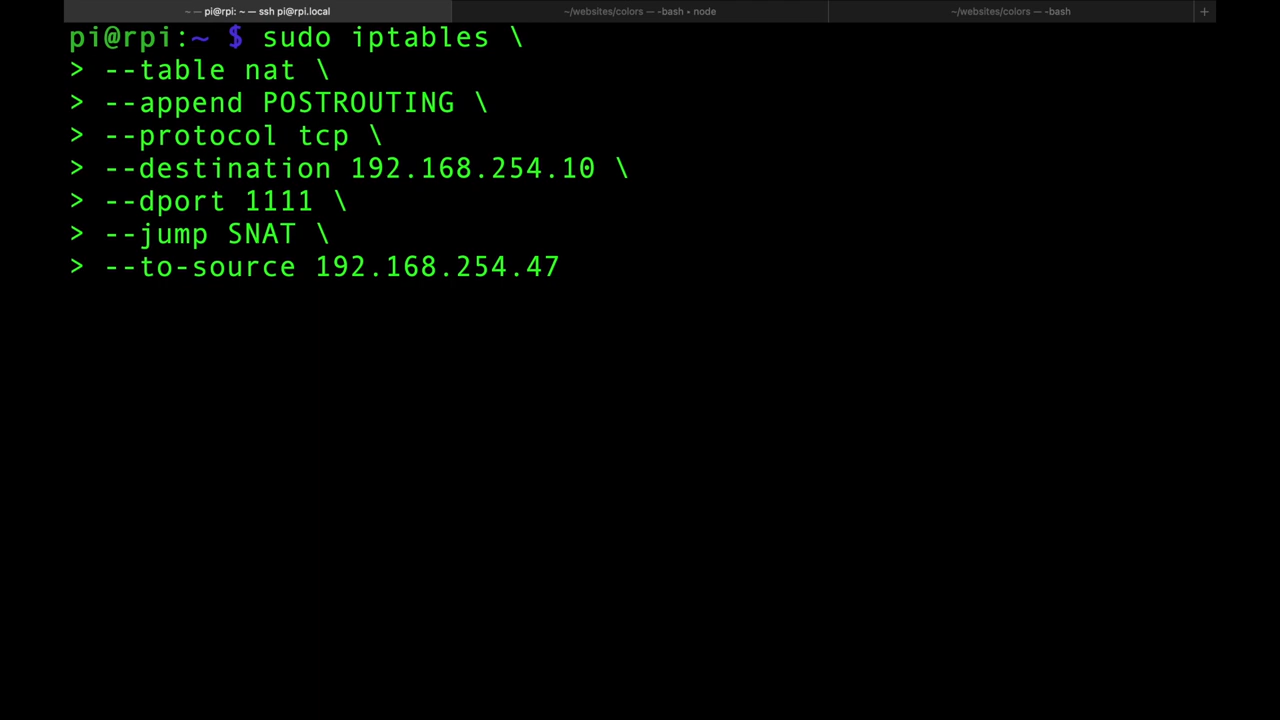 ~ — pi@rpi: ~ — ssh pi@rpi.local
~/websites/colors — -bash • node
~/websites/colors — -bash
+
pi@rpi:~ $ sudo iptables \
> --table nat \
> --append POSTROUTING \
> --protocol tcp \
> --destination 192.168.254.10 \
> --dport 1111 \
> --jump SNAT \
> --to-source 192.168.254.47